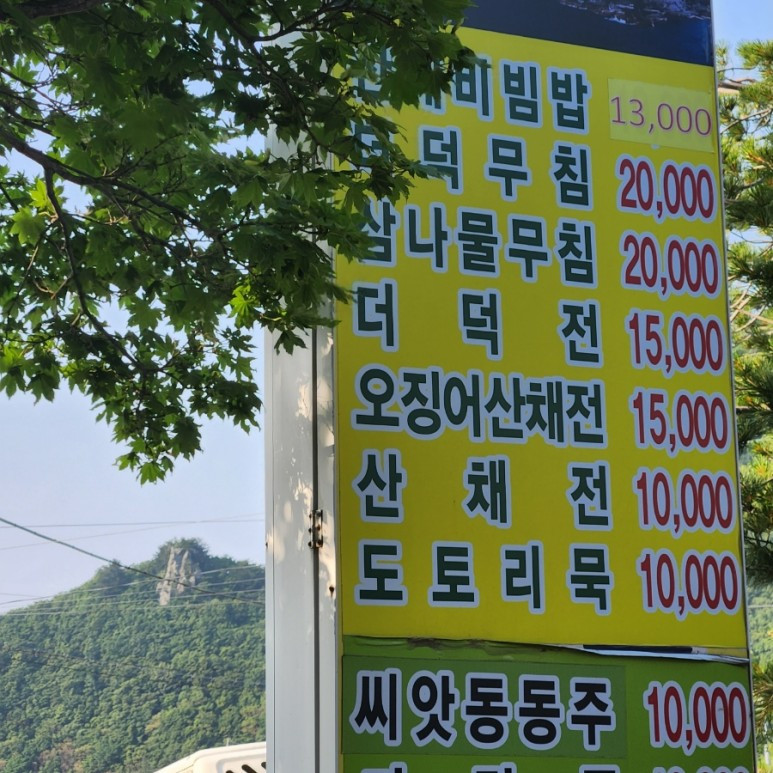 비빔밥 13,000
더덕무침 20,000
삼나물무침 20,000
더덕전 15,000
오징어산채전 15,000
산채전 10,000
도토리묵 10,000
씨앗동동주 10,000